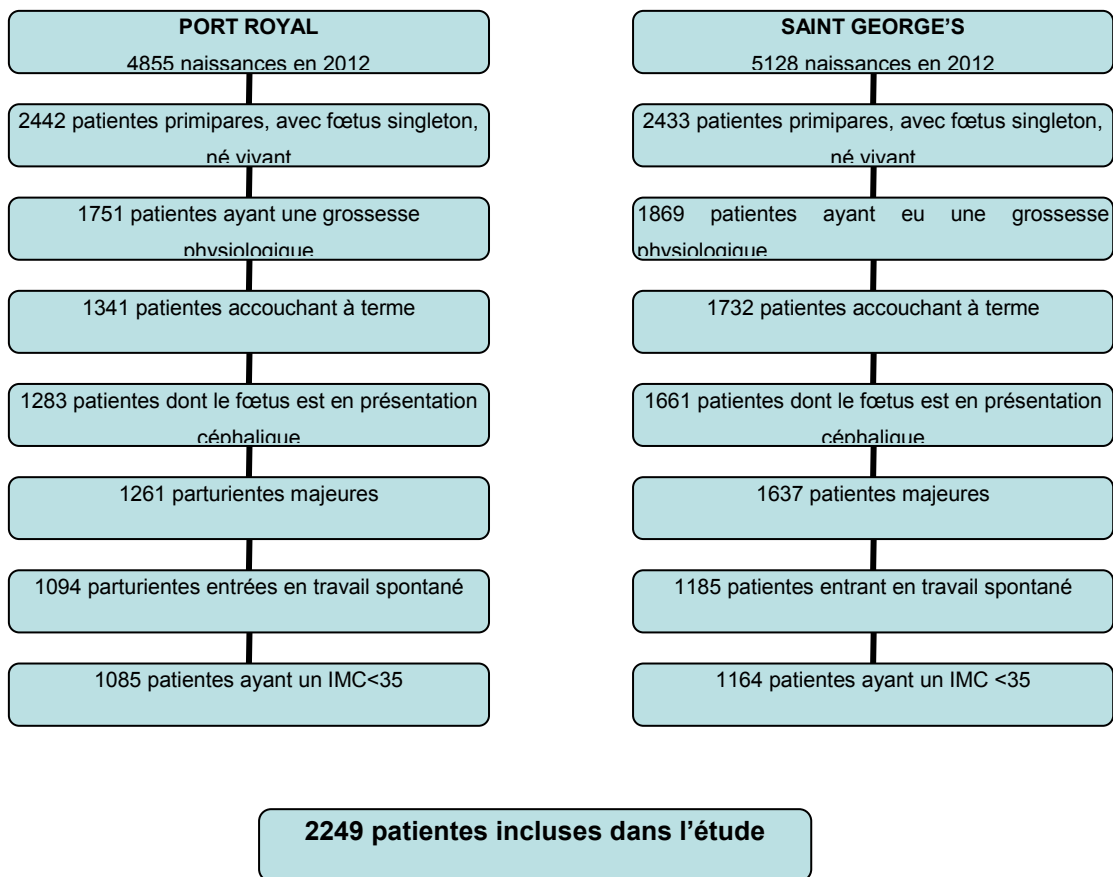 PORT ROYAL
4855 naissances en 2012
2442 patientes primipares, avec fœtus singleton,
né vivant
1751 patientes ayant une grossesse
physiologique
1341 patientes accouchant à terme
1283 patientes dont le fœtus est en présentation
céphalique
1261 parturientes majeures
1094 parturientes entrées en travail spontané
1085 patientes ayant un IMC<35
SAINT GEORGE’S
5128 naissances en 2012
2433 patientes primipares, avec fœtus singleton,
né vivant
1869 patientes ayant eu une grossesse
physiologique
1732 patientes accouchant à terme
1661 patientes dont le fœtus est en présentation
céphalique
1637 patientes majeures
1185 patientes entrant en travail spontané
1164 patientes ayant un IMC <35
2249 patientes incluses dans l’étude